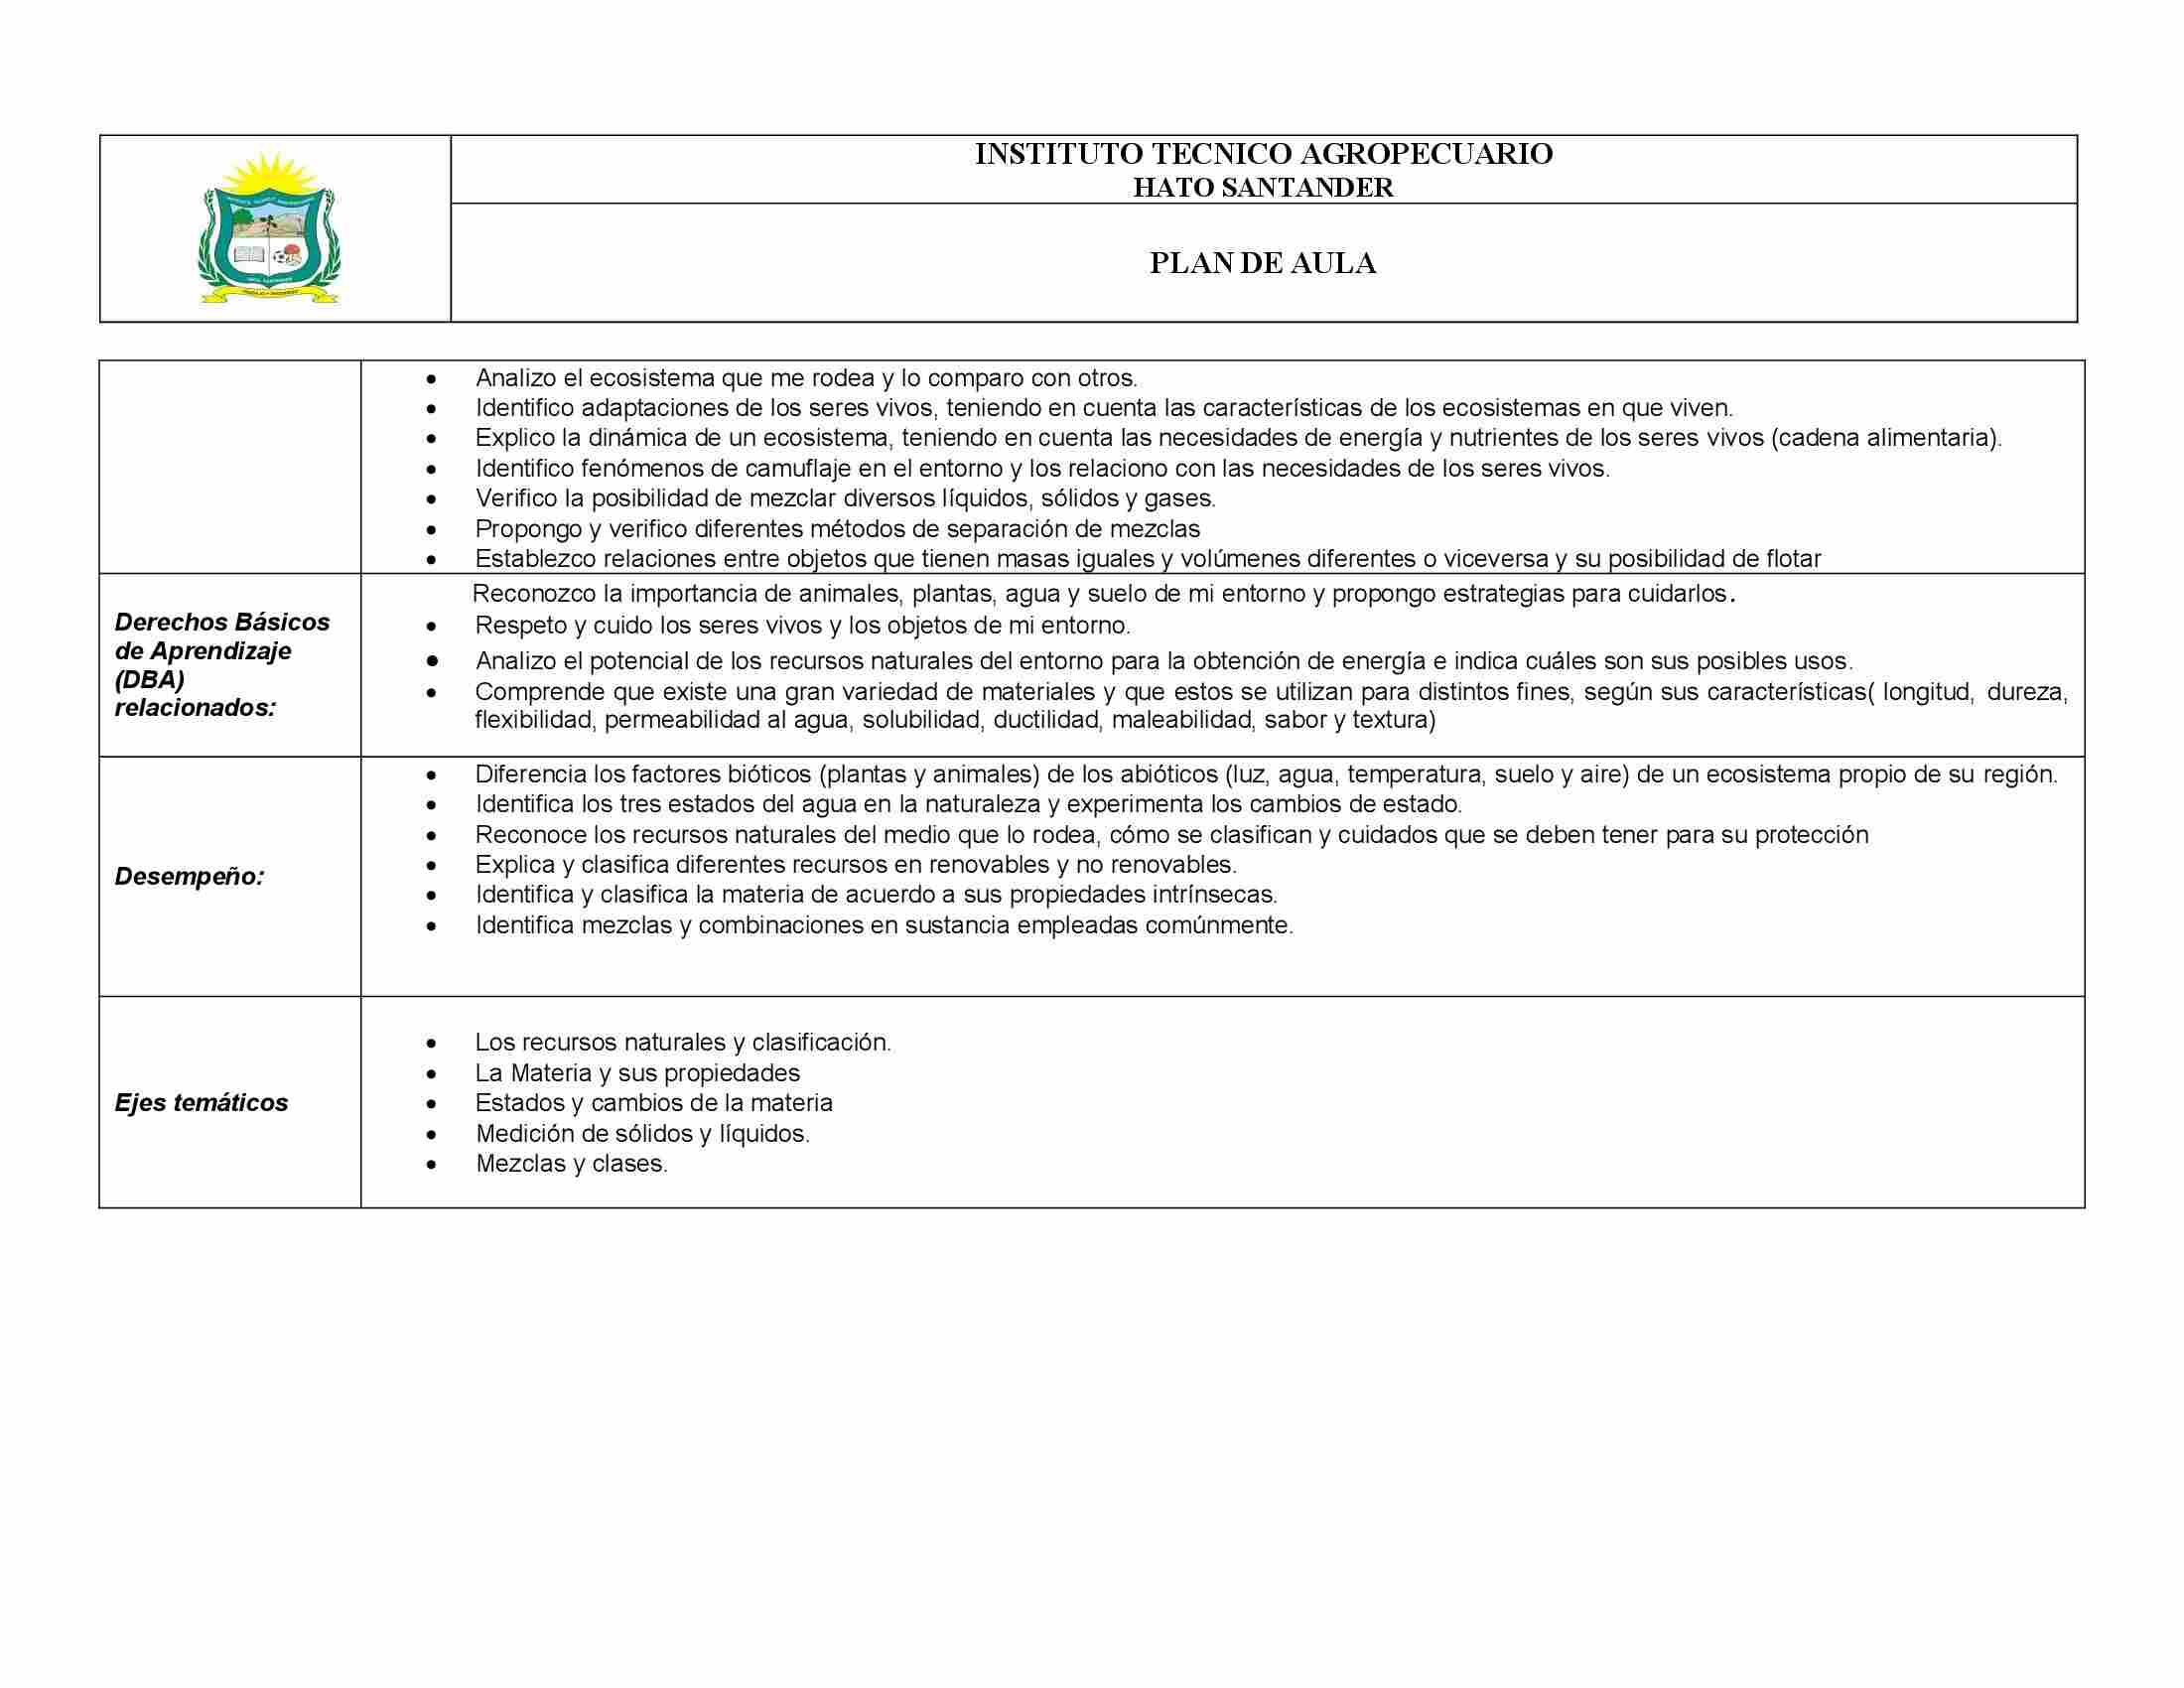 INSTITUTO TECNICO AGROPECUARIO
HATO SANTANDER
PLAN DE AULA
• Analizo el ecosistema que me rodea y lo comparo con otros.
• Identifico adaptaciones de los seres vivos, teniendo en cuenta las características de los ecosistemas en que viven.
• Explico la dinámica de un ecosistema, teniendo en cuenta las necesidades de energía y nutrientes de los seres vivos (cadena alimentaria).
• Identifico fenómenos de camuflaje en el entorno y los relaciono con las necesidades de los seres vivos.
• Verifico la posibilidad de mezclar diversos líquidos, sólidos y gases.
• Propongo y verifico diferentes métodos de separación de mezclas
• Establezco relaciones entre objetos que tienen masas iguales y volúmenes diferentes o viceversa y su posibilidad de flotar
Derechos Básicos
de Aprendizaje
(DBA)
relacionados:
Reconozco la importancia de animales, plantas, agua y suelo de mi entorno y propongo estrategias para cuidarlos.
• Respeto y cuido los seres vivos y los objetos de mi entorno.
• Analizo el potencial de los recursos naturales del entorno para la obtención de energía e indica cuáles son sus posibles usos.
• Comprende que existe una gran variedad de materiales y que estos se utilizan para distintos fines, según sus características( longitud, dureza,
flexibilidad, permeabilidad al agua, solubilidad, ductilidad, maleabilidad, sabor y textura)
Desempeño:
• Diferencia los factores bióticos (plantas y animales) de los abióticos (luz, agua, temperatura, suelo y aire) de un ecosistema propio de su región.
• Identifica los tres estados del agua en la naturaleza y experimenta los cambios de estado.
• Reconoce los recursos naturales del medio que lo rodea, cómo se clasifican y cuidados que se deben tener para su protección
• Explica y clasifica diferentes recursos en renovables y no renovables.
• Identifica y clasifica la materia de acuerdo a sus propiedades intrínsecas.
• Identifica mezclas y combinaciones en sustancia empleadas comúnmente.
Ejes temáticos
• Los recursos naturales y clasificación.
• La Materia y sus propiedades
• Estados y cambios de la materia
• Medición de sólidos y líquidos.
• Mezclas y clases.